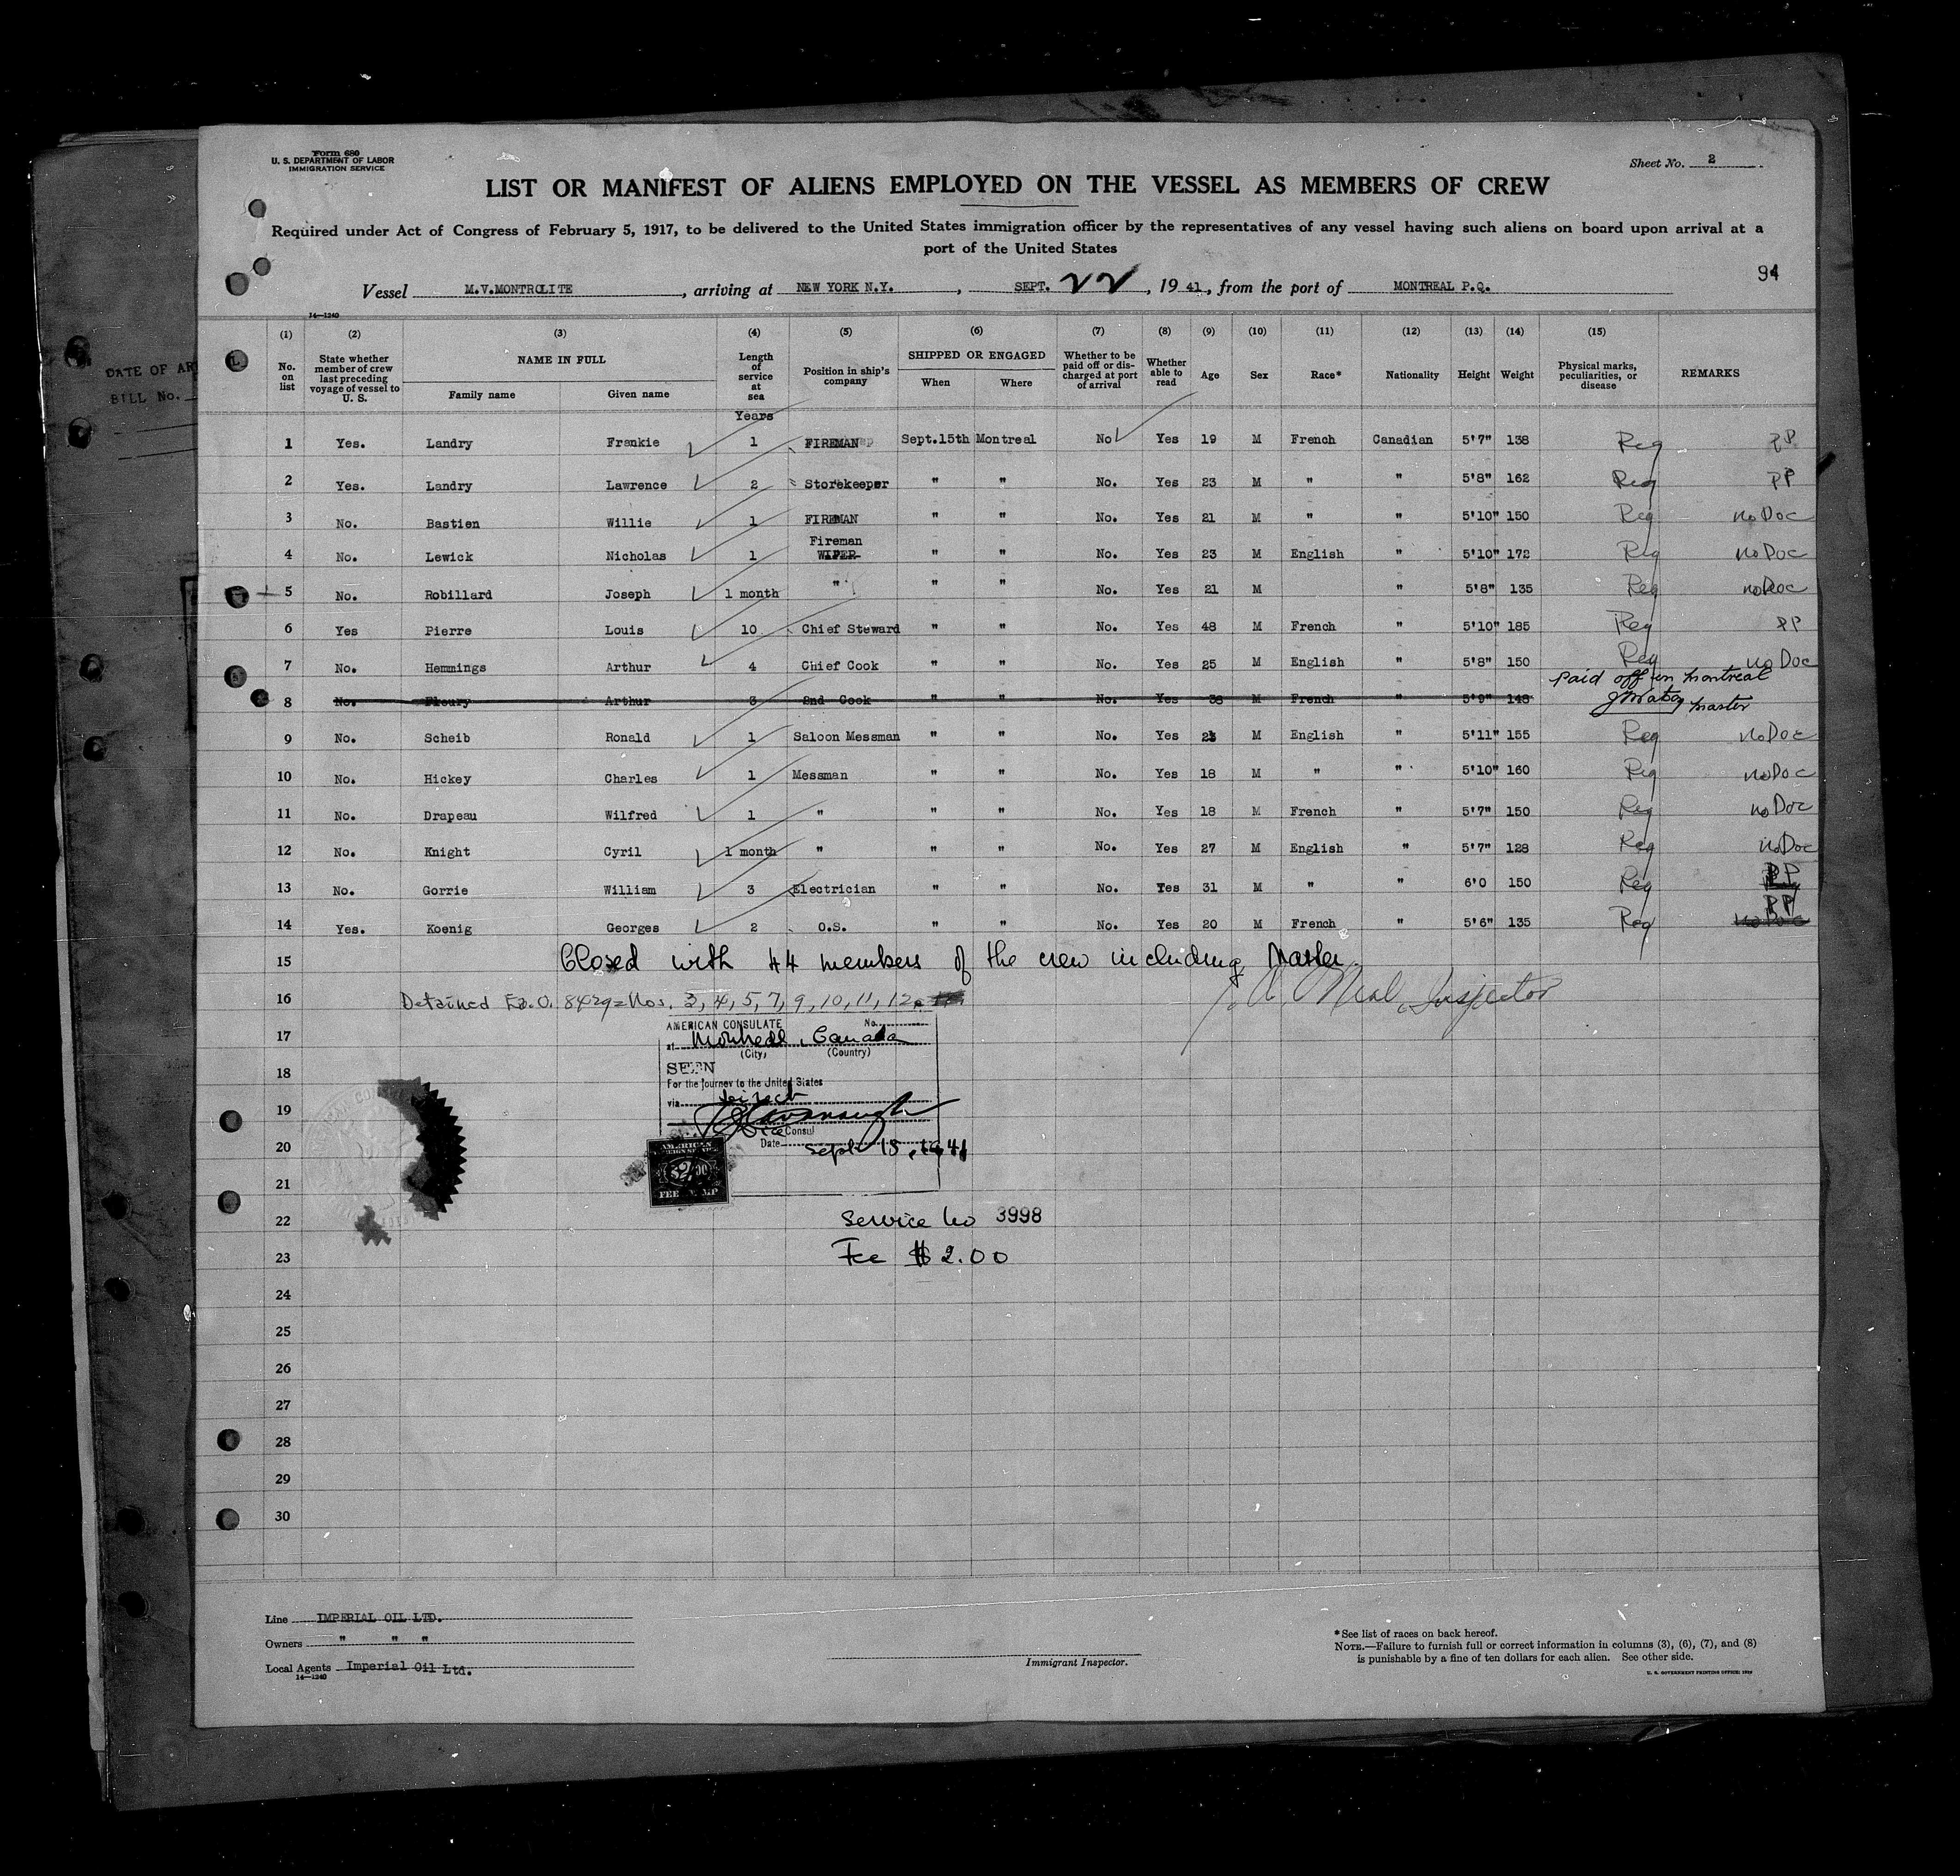 Form 680
U. S. DEPARTMENT OF LABOR
IMMIGRATION SERVICE
Sheet No. 2
LIST OR MANIFEST OF ALIENS EMPLOYED ON THE VESSEL AS MEMBERS OF CREW
Required under Act of Congress of February 5, 1917, to be delivered to the United States immigration officer by the representatives of any vessel having such aliens on board upon arrival at a
port of the United States
94
Vessel M.V.MONTROLITE, arriving at NEW YORK N.Y., SEPT. 22, 1941, from the port of MONTREAL P.Q.
14—1240
(1) (2) (3) (4) (5) (6) (7) (8) (9) (10) (11) (12) (13) (14) (15)
No. on list
State whether member of crew last preceding voyage of vessel to U. S.
NAME IN FULL
Family name Given name
Length of service at sea
Position in ship's company
SHIPPED OR ENGAGED
When Where
Whether to be paid off or discharged at port of arrival
Whether able to read
Age Sex Race* Nationality Height Weight
Physical marks, peculiarities, or disease
REMARKS
DATE OF AR
BILL No.
Years
1 Yes. Landry Frankie 1 FIREMAN Sept.15th Montreal No Yes 19 M French Canadian 5'7" 138 Reg PP
2 Yes. Landry Lawrence 2 Storekeeper " " No. Yes 23 M " " 5'8" 162 Reg PP
3 No. Bastien Willie 1 FIREMAN " " No. Yes 21 M " " 5'10" 150 Reg no Doc
4 No. Lewick Nicholas 1 Fireman WIPER " " No. Yes 23 M English " 5'10" 172 Reg no Doc
5 No. Robillard Joseph 1 month " " " No. Yes 21 M " 5'8" 135 Reg no Doc
6 Yes Pierre Louis 10 Chief Steward " " No. Yes 48 M French " 5'10" 185 Reg PP
7 No. Hemmings Arthur 4 Chief Cook " " No. Yes 25 M English " 5'8" 150 Reg no Doc
8 No. Fleury Arthur 3 2nd Cook " " No. Yes 38 M French " 5'9" 148 Paid off in Montreal
Master
9 No. Scheib Ronald 1 Saloon Messman " " No. Yes M English " 5'11" 155 Reg no Doc
10 No. Hickey Charles 1 Messman " " No. Yes 18 M " " 5'10" 160 Reg no Doc
11 No. Drapeau Wilfred 1 " " " No. Yes 18 M French " 5'7" 150 Reg no Doc
12 No. Knight Cyril 1 month " " " No. Yes 27 M English " 5'7" 128 Reg no Doc
13 No. Gorrie William 3 Electrician " " No. Yes 31 M " " 6'0 150 Reg PP
14 Yes. Koenig Georges 2 O.S. " " No. Yes 20 M French " 5'6" 135 Reg PP no Doc
15 Closed with 44 members of the crew including Master.
16 Detained E.O. 8429=Nos. 3, 4, 5, 7, 9, 10, 11, 12 Inspector
17 AMERICAN CONSULATE No.
at Montreal, Canada
(City) (Country)
18 SEEN
For the journey to the United States
19 via direct
Vice Consul
20 Date Sept 18, 1941
AMERICAN
FEE STAMP
21
22 Service No 3998
23 Fee $ 2.00
24
25
26
27
28
29
30
Line IMPERIAL OIL LTD.
Owners " " "
Local Agents Imperial Oil Ltd.
14—1240
Immigrant Inspector.
*See list of races on back hereof.
NOTE.—Failure to furnish full or correct information in columns (3), (6), (7), and (8)
is punishable by a fine of ten dollars for each alien. See other side.